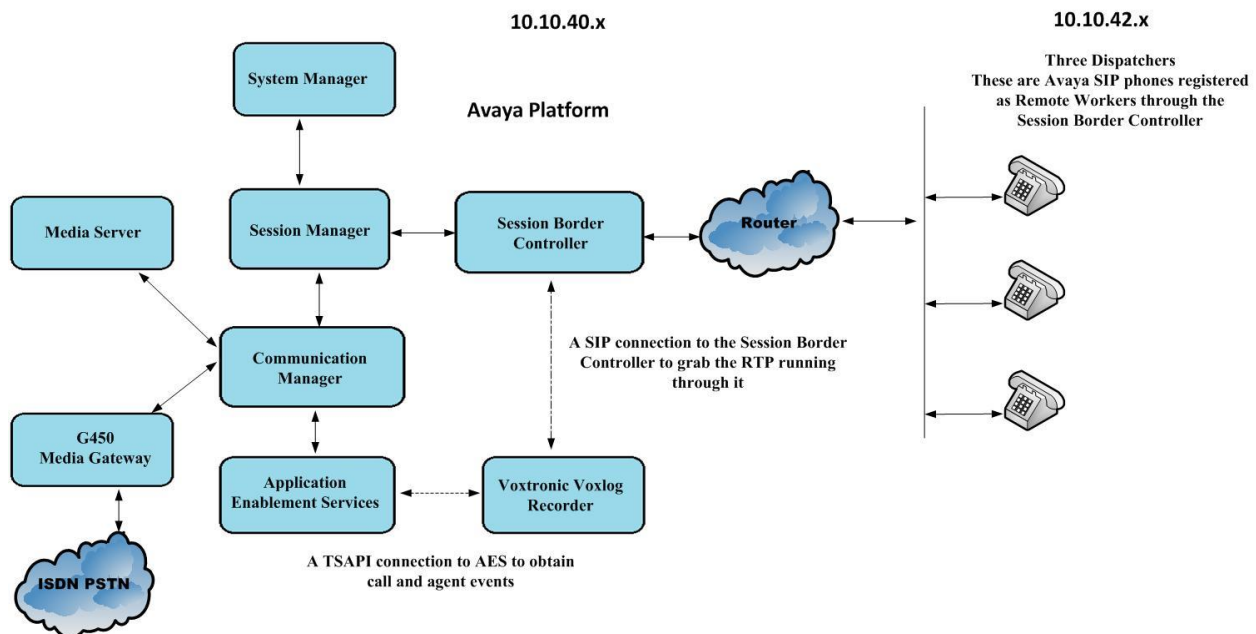 10.10.40.x
10.10.42.x
System Manager
Avaya Platform
Three Dispatchers
These are Avaya SIP phones registered
as Remote Workers through the
Session Border Controller
Media Server
Session Manager
Session Border
Controller
Router
Communication
Manager
A SIP connection to the Session Border
Controller to grab the RTP running
through it
G450
Media Gateway
Application
Enablement Services
Voxtronic Voxlog
Recorder
A TSAPI connection to AES to obtain
call and agent events
ISDN PSTN